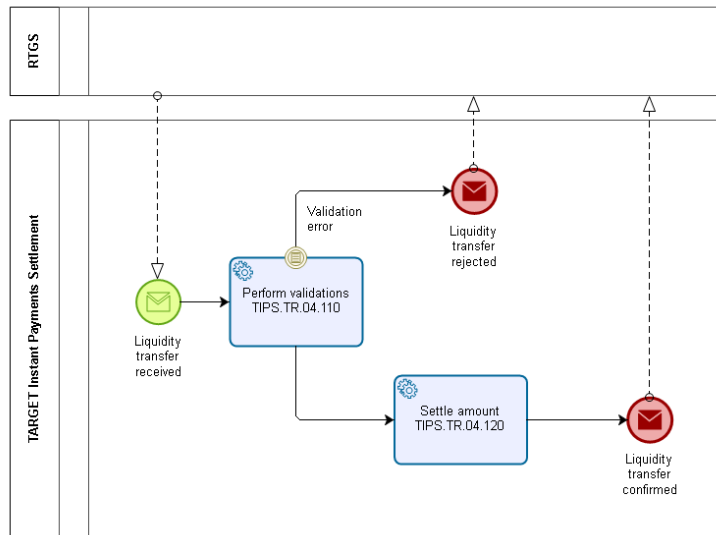 RTGS
TARGET Instant Payments Settlement
Validation
error
Liquidity
transfer
rejected
Perform validations
TIPS.TR.04.110
Liquidity
transfer
received
Settle amount
TIPS.TR.04.120
Liquidity
transfer
confirmed